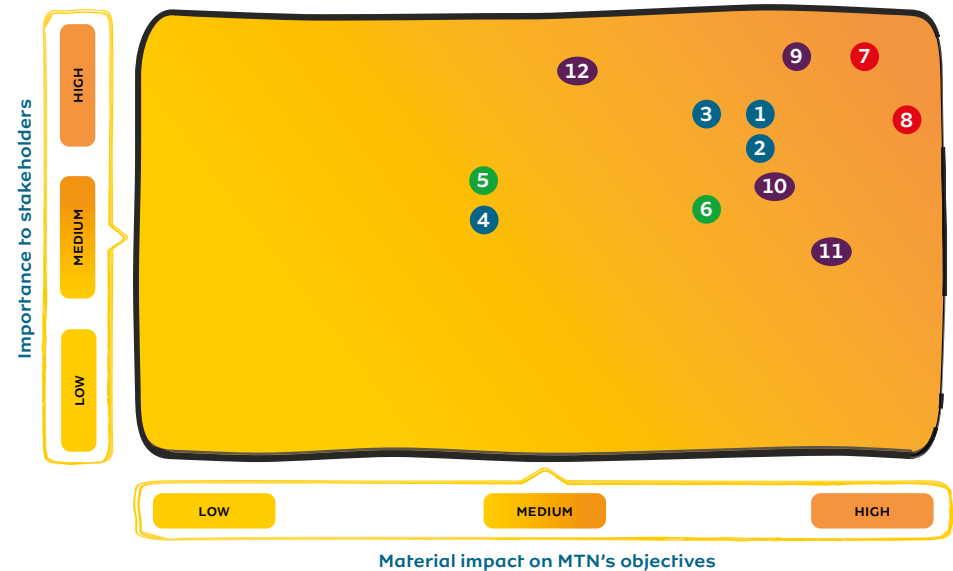 Importance to stakeholders
HIGH
MEDIUM
LOW
12
9
7
3
1
8
2
5
10
6
4
11
LOW
MEDIUM
HIGH
Material impact on MTN's objectives